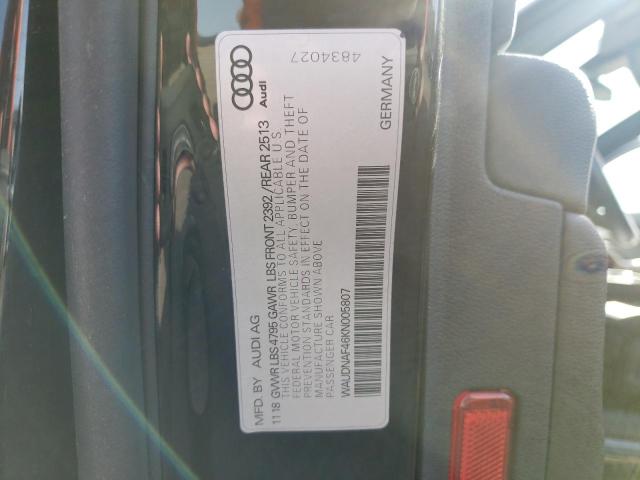 MFD. BY AUDI AG
Audi
11 18 GVWR LBS 4795 GAWR LBS FRONT 2392 / REAR 2513
THIS VEHICLE CONFORMS TO ALL APPLICABLE U.S.
FEDERAL MOTOR VEHICLE SAFETY, BUMPER AND THEFT
PREVENTION STANDARDS IN EFFECT ON THE DATE OF
MANUFACTURE SHOWN ABOVE
PASSENGER CAR
4834027
WAUDNAF46KN005807
GERMANY